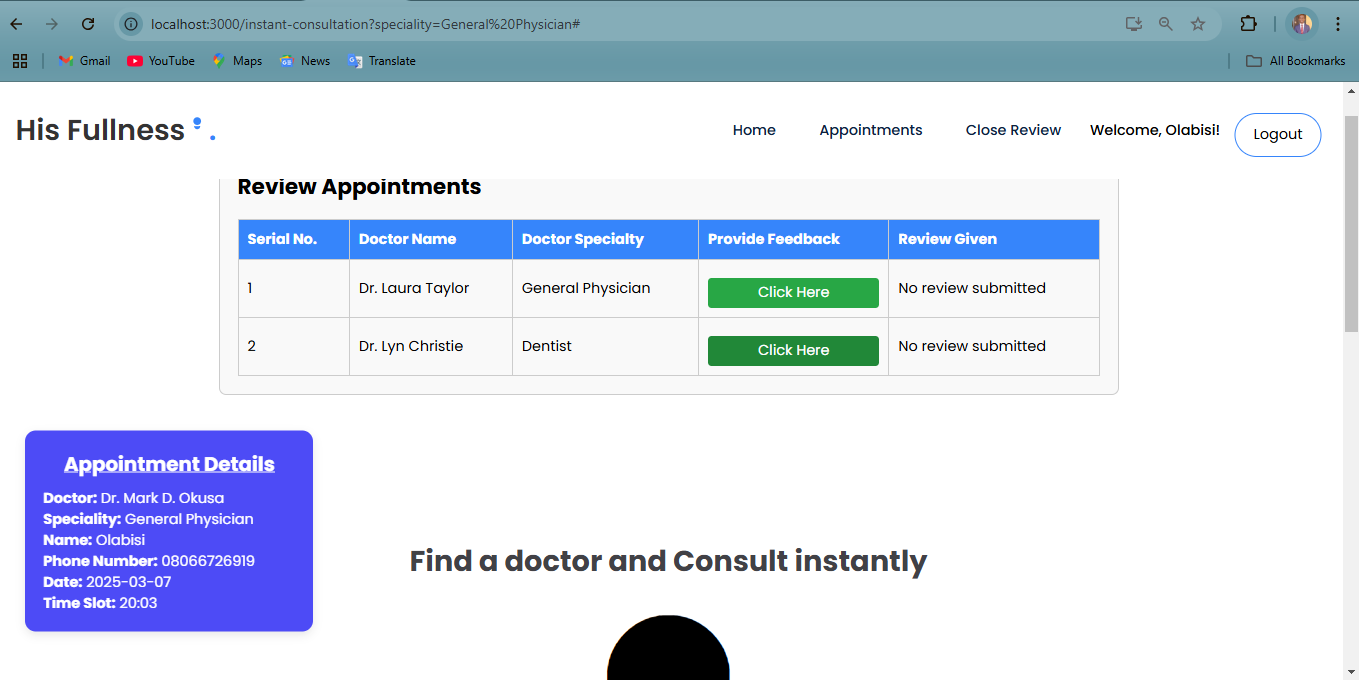 localhost:3000/instant-consultation?speciality=General%20Physician#
Gmail YouTube Maps News Translate All Bookmarks
His Fullness . Home Appointments Close Review Welcome, Olabisi! Logout
Review Appointments
Serial No. Doctor Name Doctor Specialty Provide Feedback Review Given
1 Dr. Laura Taylor General Physician Click Here No review submitted
2 Dr. Lyn Christie Dentist Click Here No review submitted
Appointment Details
Doctor: Dr. Mark D. Okusa
Speciality: General Physician
Name: Olabisi
Phone Number: 08066726919
Date: 2025-03-07
Time Slot: 20:03
Find a doctor and Consult instantly